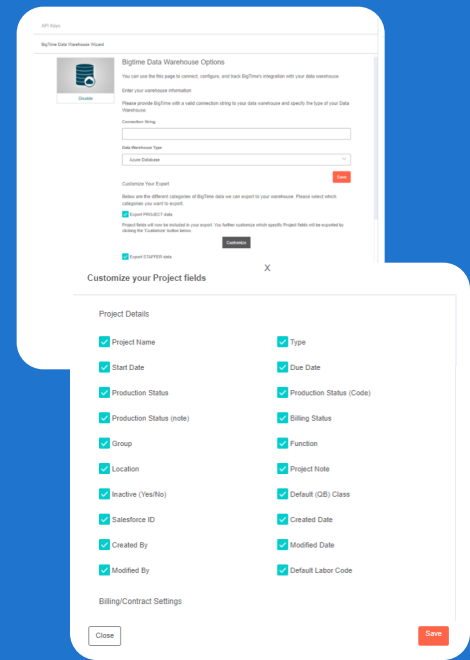 API Keys
BigTime Data Warehouse Wizard
Disable
Bigtime Data Warehouse Options
You can use the this page to connect, configure, and track BigTime's integration with your data warehouse.
Enter your warehouse information
Please provide BigTime with a valid connection string to your data warehouse and specify the type of your Data
Warehouse.
Connection String
Data Warehouse Type
Azure Database
Save
Customize Your Export
Below are the different categories of BigTime data we can export to your warehouse. Please select which
categories you want to export.
Export PROJECT data
Project fields will now be included in your export. You further customize which specific Project fields will be exported by
clicking the 'Customize' button below.
Customize
Export STAFFER data
X
Customize your Project fields
Project Details
Project Name
Type
Start Date
Due Date
Production Status
Production Status (Code)
Production Status (note)
Billing Status
Group
Function
Location
Project Note
Inactive (Yes/No)
Default (QB) Class
Salesforce ID
Created Date
Created By
Modified Date
Modified By
Default Labor Code
Billing/Contract Settings
Close
Save